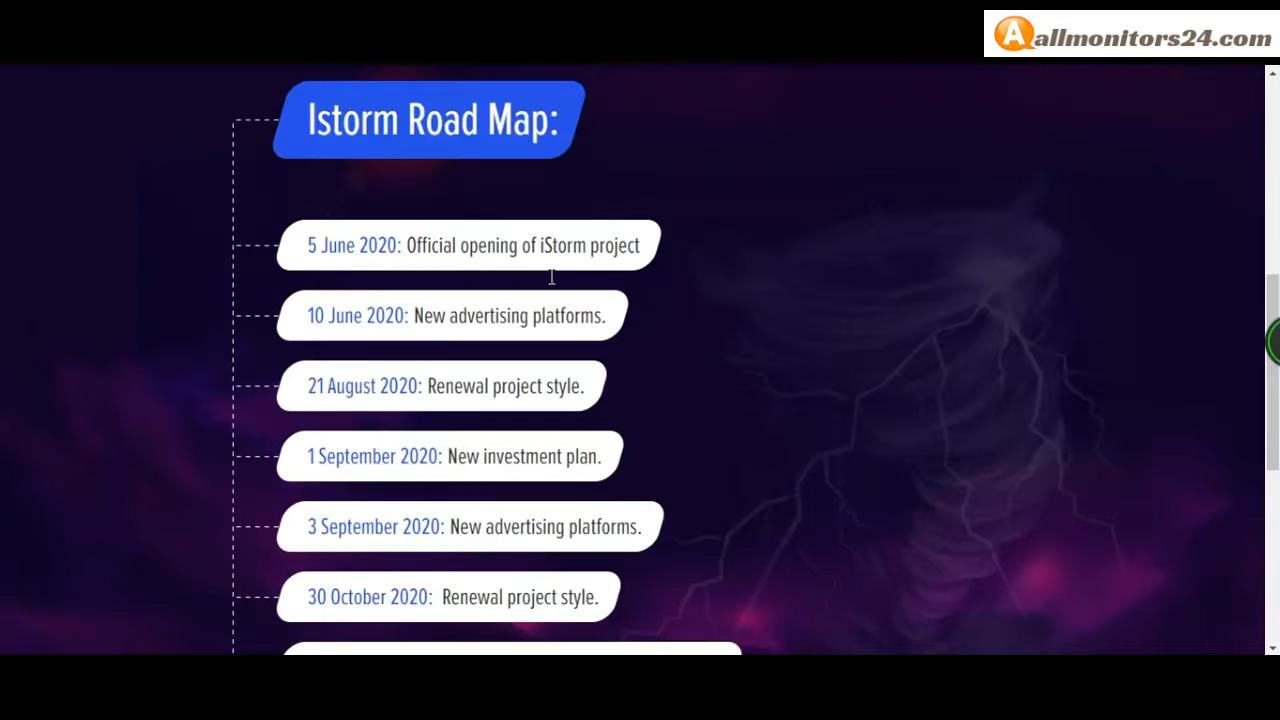 A allmonitors24.com
Istorm Road Map:
5 June 2020: Official opening of iStorm project
10 June 2020: New advertising platforms.
21 August 2020: Renewal project style.
1 September 2020: New investment plan.
3 September 2020: New advertising platforms.
30 October 2020: Renewal project style.